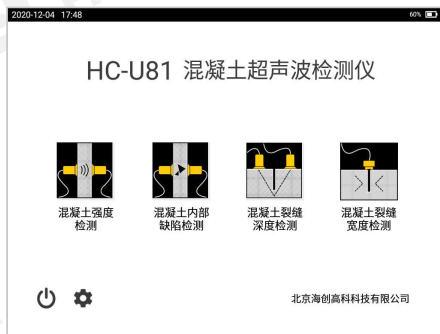 2020-12-04 17:48
60%
HC-U81 混凝土超声波检测仪
混凝土强度
检测
混凝土内部
缺陷检测
混凝土裂缝
深度检测
混凝土裂缝
宽度检测
北京海创高科科技有限公司